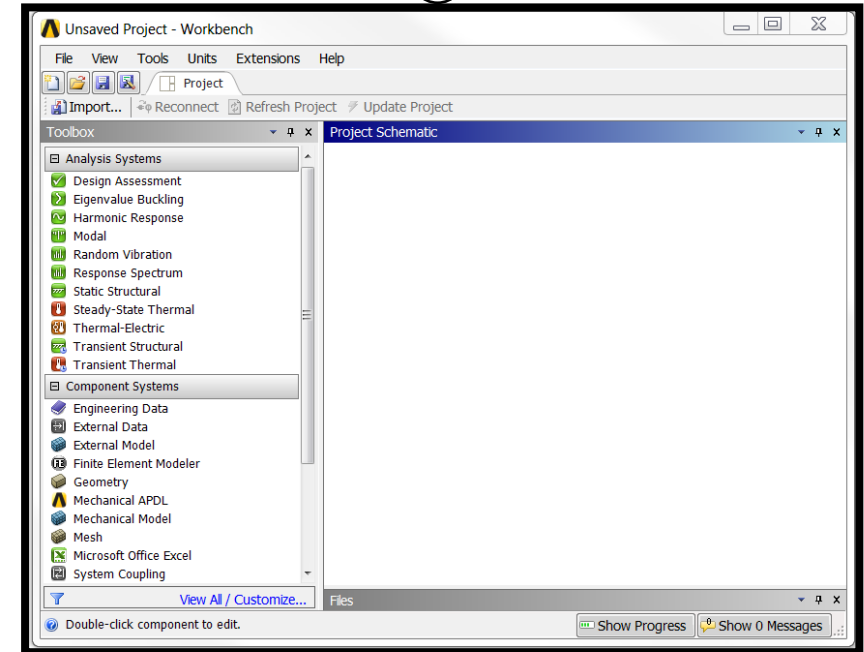 Unsaved Project - Workbench
File View Tools Units Extensions Help
Project
Import... Reconnect Refresh Project Update Project
Toolbox
Project Schematic
Analysis Systems
Design Assessment
Eigenvalue Buckling
Harmonic Response
Modal
Random Vibration
Response Spectrum
Static Structural
Steady-State Thermal
Thermal-Electric
Transient Structural
Transient Thermal
Component Systems
Engineering Data
External Data
External Model
Finite Element Modeler
Geometry
Mechanical APDL
Mechanical Model
Mesh
Microsoft Office Excel
System Coupling
View All / Customize...
Files
Double-click component to edit.
Show Progress
Show 0 Messages